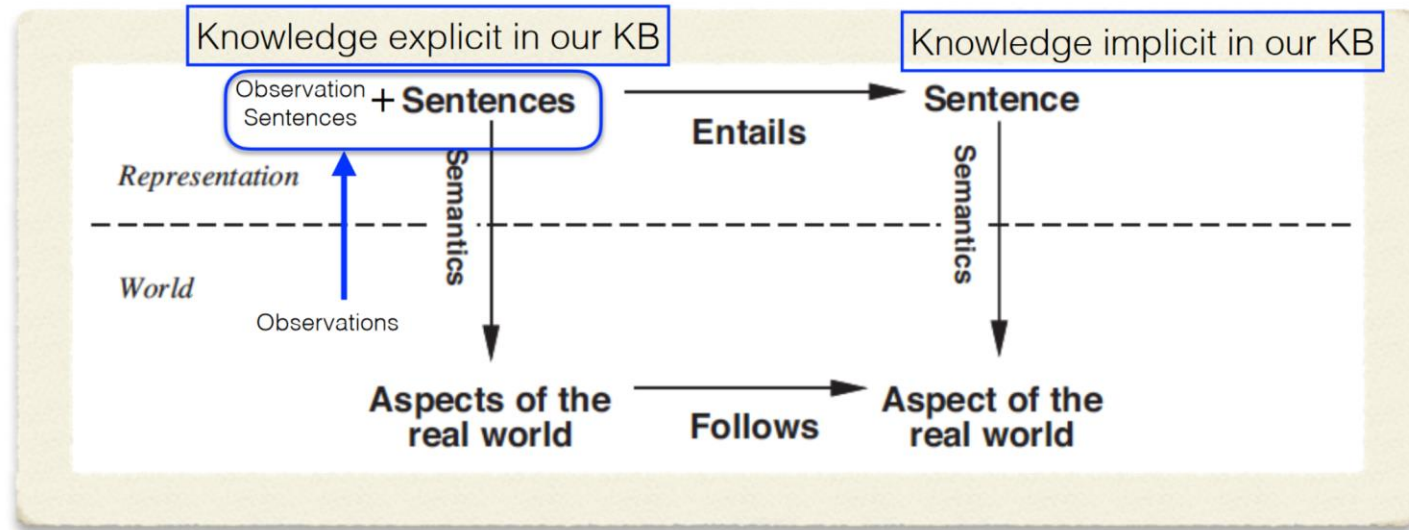 Knowledge explicit in our KB
Knowledge implicit in our KB
Observation
Sentences
+ Sentences
Entails
Sentence
Representation
Semantics
Semantics
World
Observations
Aspects of the
real world
Follows
Aspect of the
real world